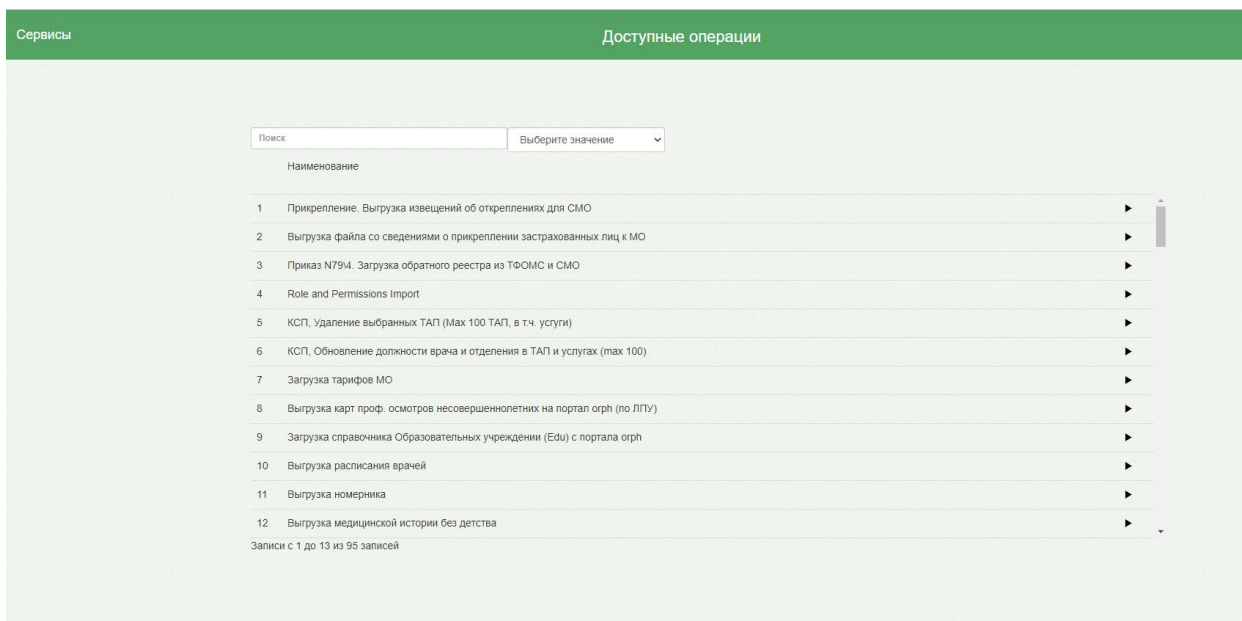 Сервисы
Доступные операции
Поиск
Выберите значение
Наименование
1 Прикрепление. Выгрузка извещений об откреплениях для СМО
2 Выгрузка файла со сведениями о прикреплении застрахованных лиц к МО
3 Приказ N79\4. Загрузка обратного реестра из ТФОМС и СМО
4 Role and Permissions Import
5 КСП, Удаление выбранных ТАП (Max 100 ТАП, в т.ч. усгуги)
6 КСП, Обновление должности врача и отделения в ТАП и услугах (max 100)
7 Загрузка тарифов МО
8 Выгрузка карт проф. осмотров несовершеннолетних на портал orph (по ЛПУ)
9 Загрузка справочника Образовательных учреждении (Edu) с портала orph
10 Выгрузка расписания врачей
11 Выгрузка номерника
12 Выгрузка медицинской истории без детства
Записи с 1 до 13 из 95 записей